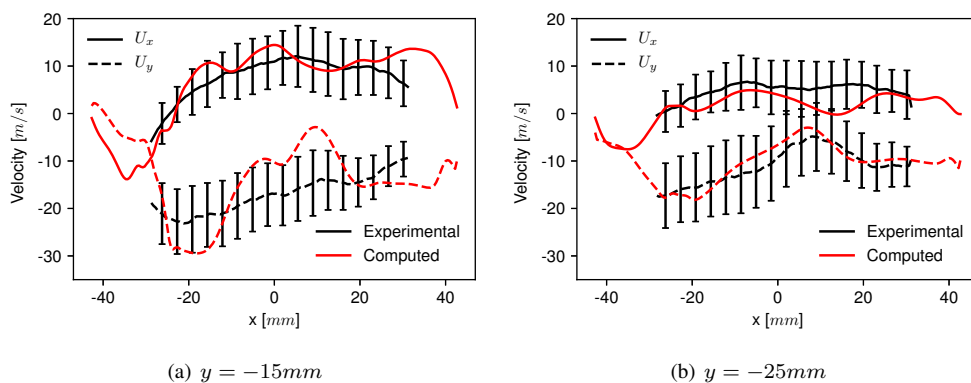 20
10
0
-10
-20
-30
Velocity [m/s]
U_x
U_y
Experimental
Computed
-40
-20
0
20
40
x [mm]
(a) y = −15mm
20
10
0
-10
-20
-30
Velocity [m/s]
U_x
U_y
Experimental
Computed
-40
-20
0
20
40
x [mm]
(b) y = −25mm